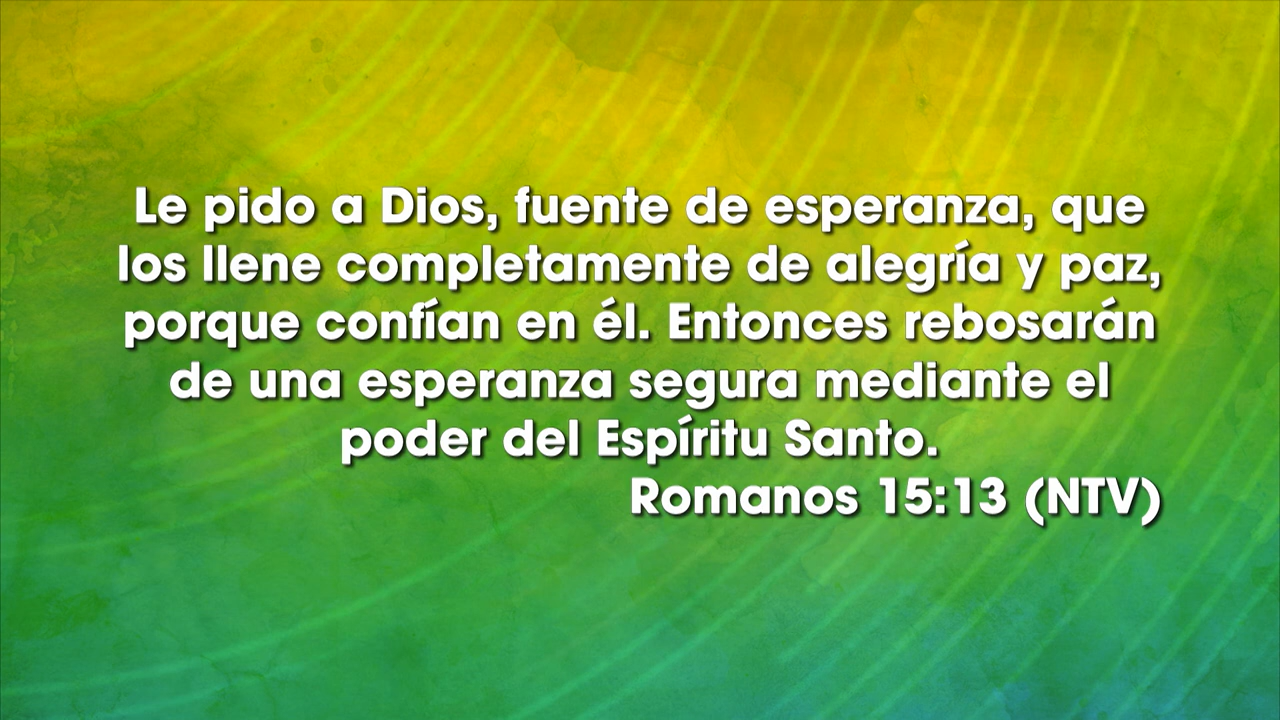 Le pido a Dios, fuente de esperanza, que
los llene completamente de alegría y paz,
porque confían en él. Entonces rebosarán
de una esperanza segura mediante el
poder del Espíritu Santo.
Romanos 15:13 (NTV)